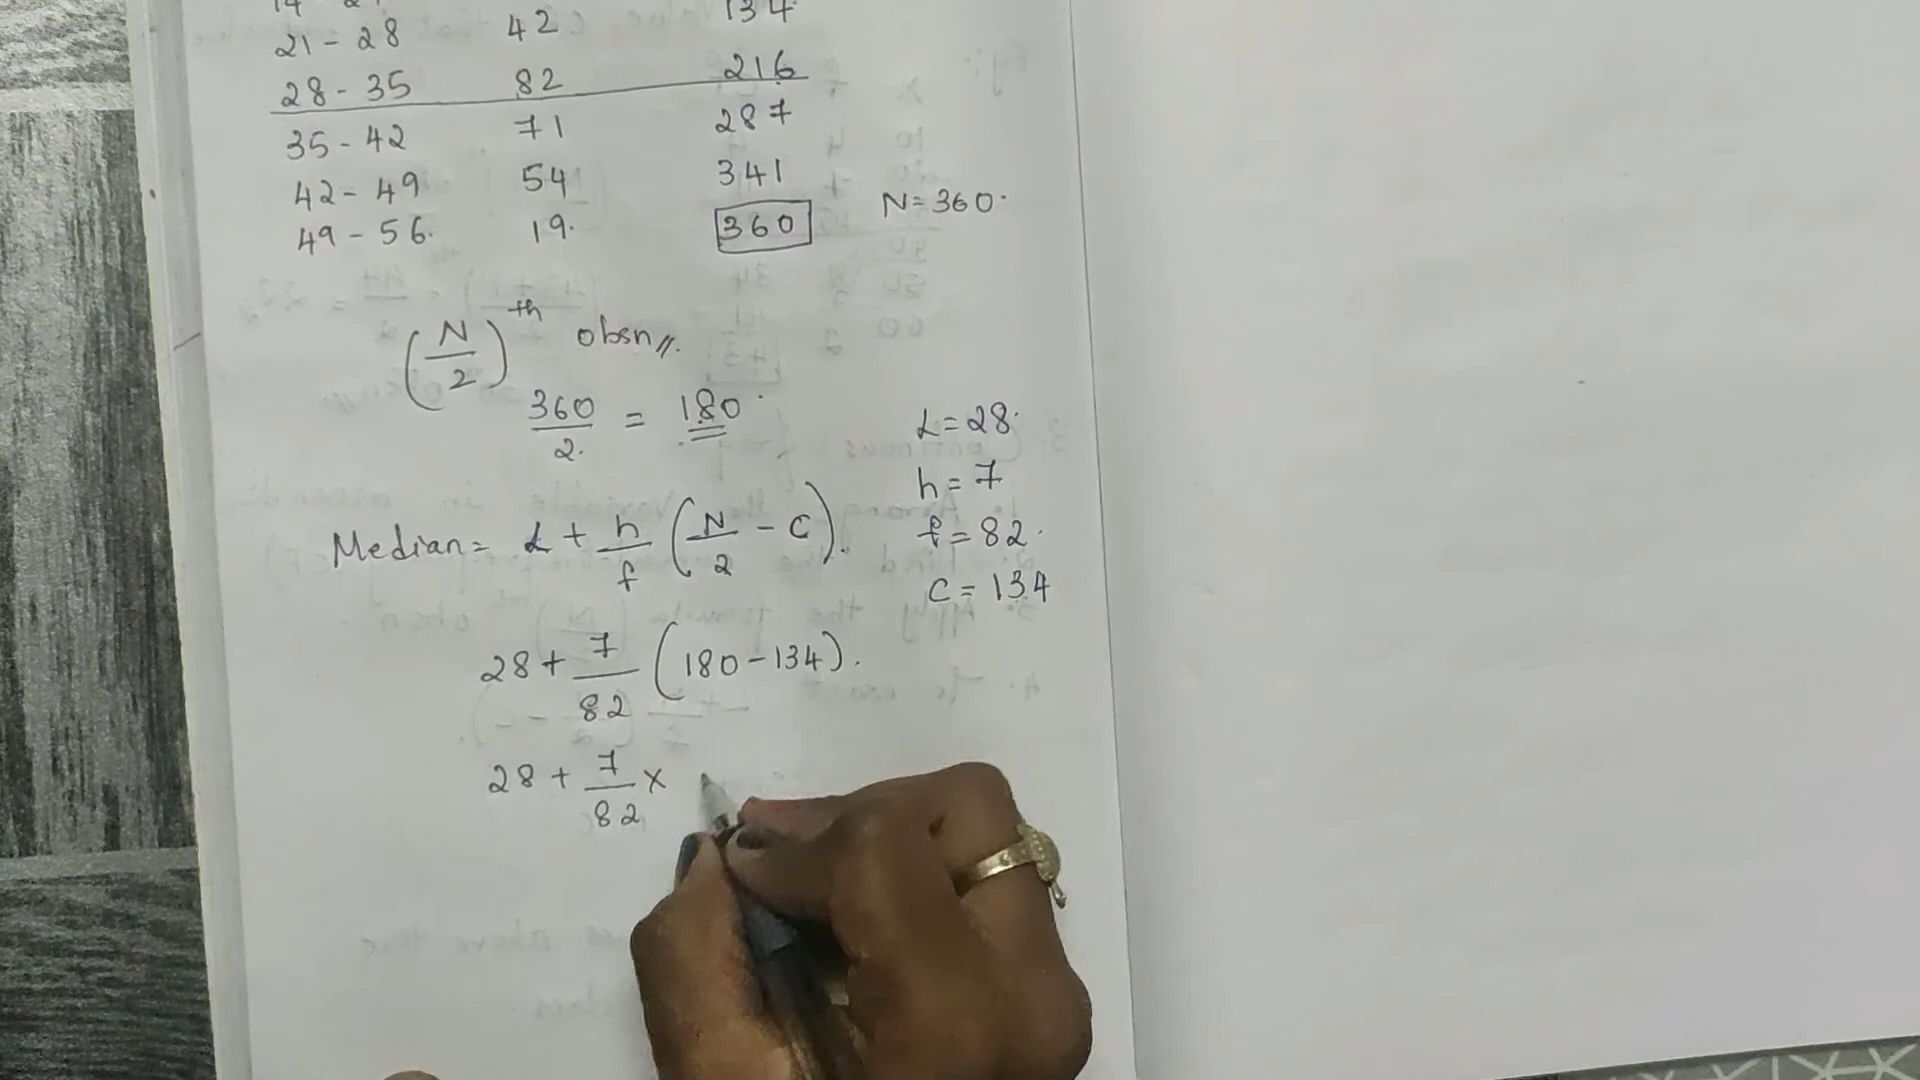 21 - 28 42 134
28 - 35 82 216
35 - 42 71 287
42 - 49 54 341
49 - 56 19 360 N = 360
(N/2)th obsn
360/2 = 180
L = 28
h = 7
Median = L + h/f (N/2 - C)
f = 82
C = 134
28 + 7/82 (180 - 134)
28 + 7/82 ×